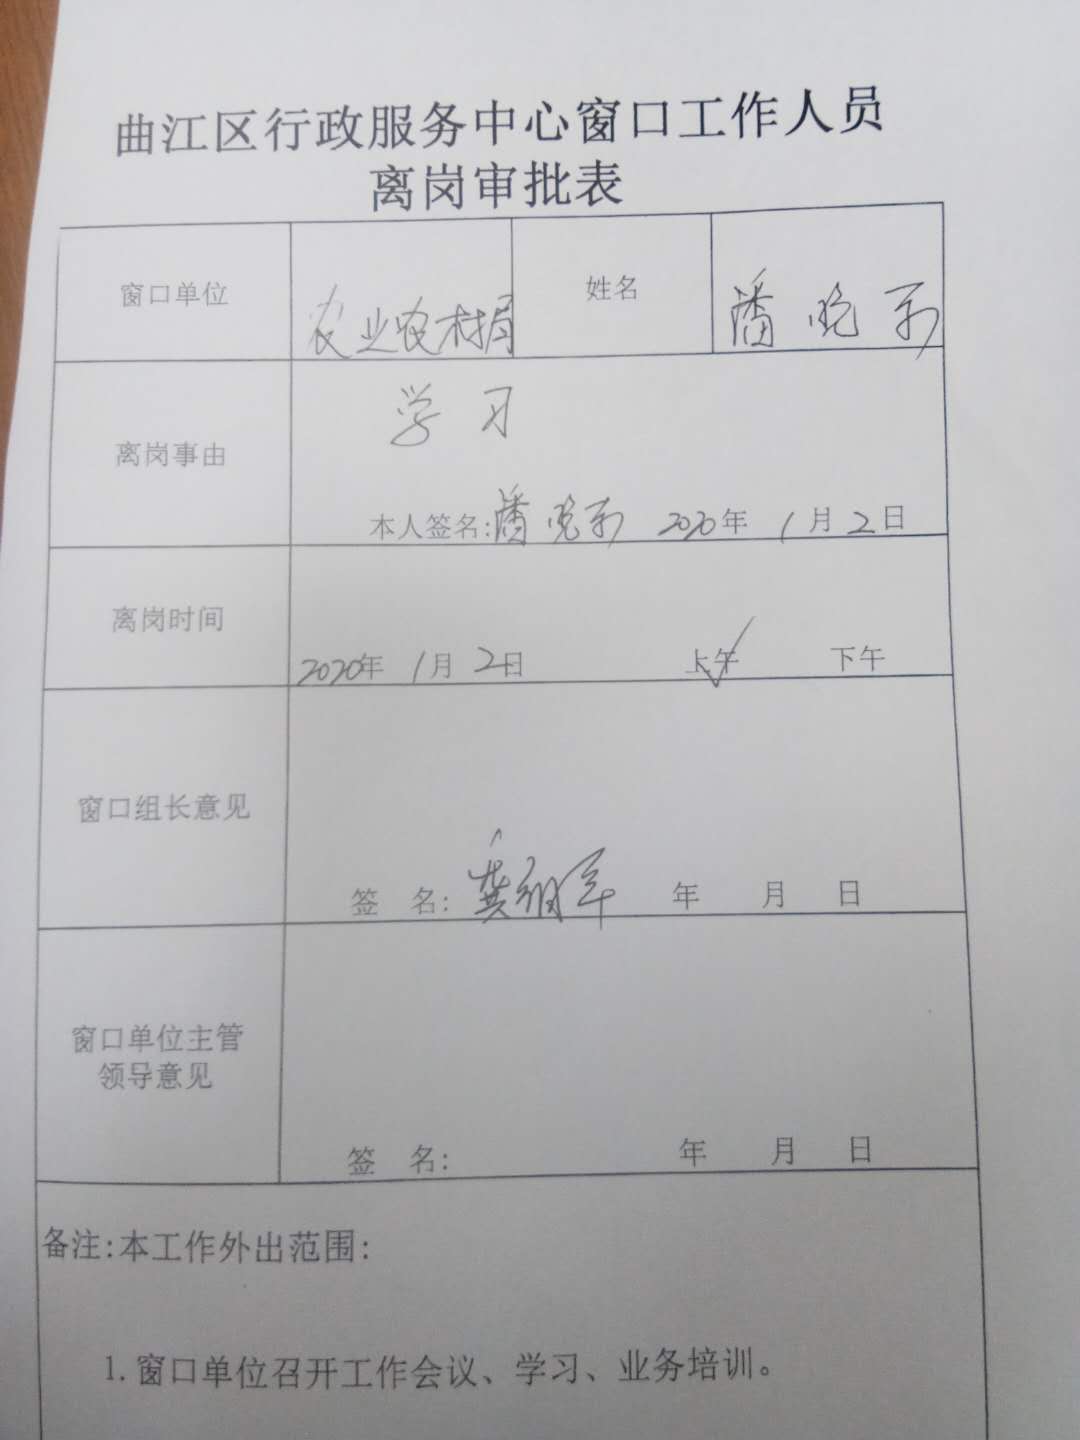 曲江区行政服务中心窗口工作人员
离岗审批表
窗口单位 农业农村局 姓名 潘晓
离岗事由 学习
本人签名:潘晓 2020年 1月2日
离岗时间 2020年 1月 2日 上午 ✓ 下午
窗口组长意见
签 名: 龚 军 年 月 日
窗口单位主管
领导意见
签 名: 年 月 日
备注:本工作外出范围:
1.窗口单位召开工作会议、学习、业务培训。